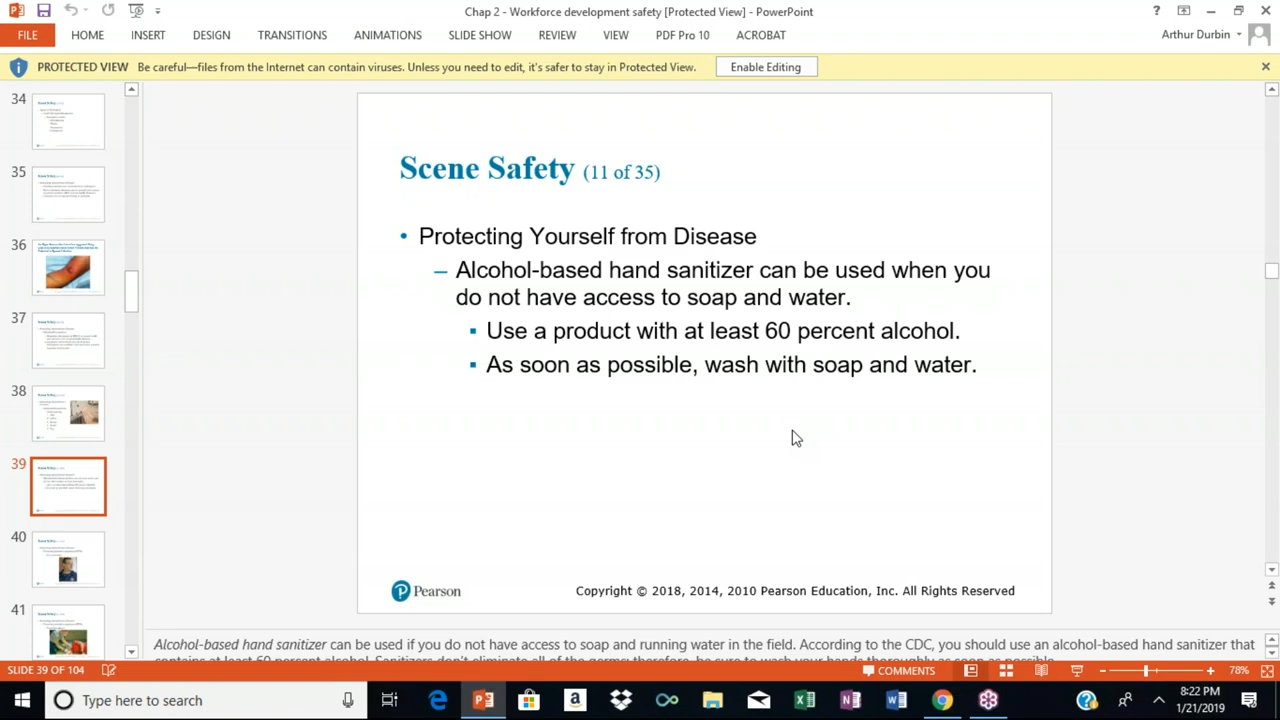 Chap 2 - Workforce development safety [Protected View] - PowerPoint
FILE HOME INSERT DESIGN TRANSITIONS ANIMATIONS SLIDE SHOW REVIEW VIEW PDF Pro 10 ACROBAT Arthur Durbin
PROTECTED VIEW Be careful—files from the Internet can contain viruses. Unless you need to edit, it's safer to stay in Protected View. Enable Editing
34
35
36
37
38
39
40
41
Scene Safety (11 of 35)
• Protecting Yourself from Disease
– Alcohol-based hand sanitizer can be used when you
do not have access to soap and water.
▪ Use a product with at least 60 percent alcohol.
▪ As soon as possible, wash with soap and water.
Pearson
Copyright © 2018, 2014, 2010 Pearson Education, Inc. All Rights Reserved
Alcohol-based hand sanitizer can be used if you do not have access to soap and running water in the field. According to the CDC, you should use an alcohol-based hand sanitizer that
SLIDE 39 OF 104 COMMENTS 78%
Type here to search
8:22 PM
1/21/2019